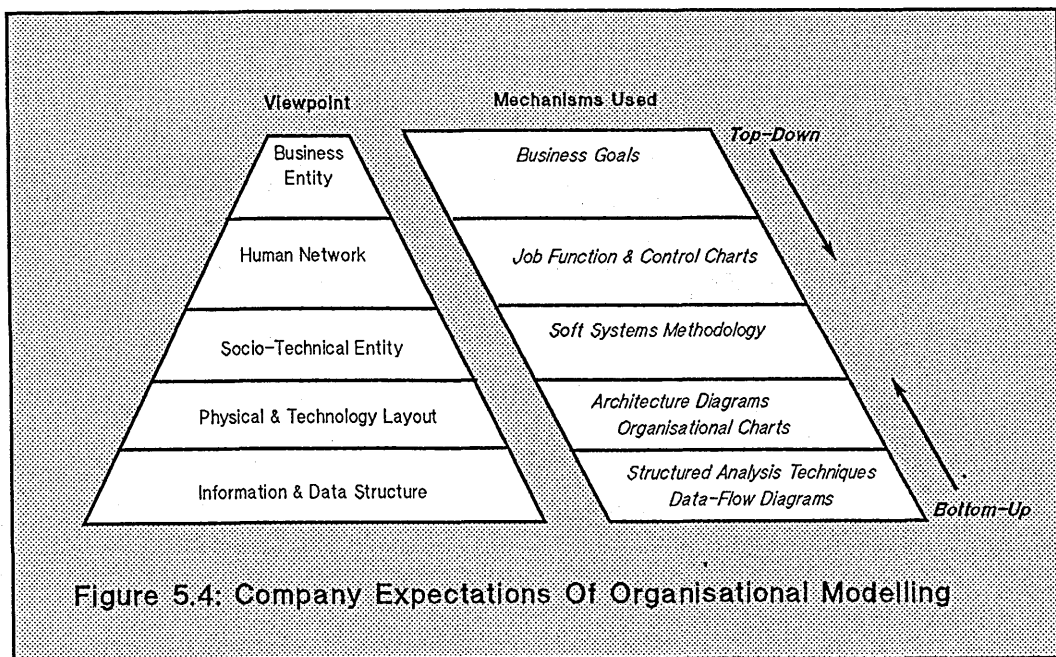 Viewpoint
Mechanisms Used
Top-Down
Business
Entity
Business Goals
Human Network
Job Function & Control Charts
Socio-Technical Entity
Soft Systems Methodology
Physical & Technology Layout
Architecture Diagrams
Organisational Charts
Information & Data Structure
Structured Analysis Techniques
Data-Flow Diagrams
Bottom-Up
Figure 5.4: Company Expectations Of Organisational Modelling